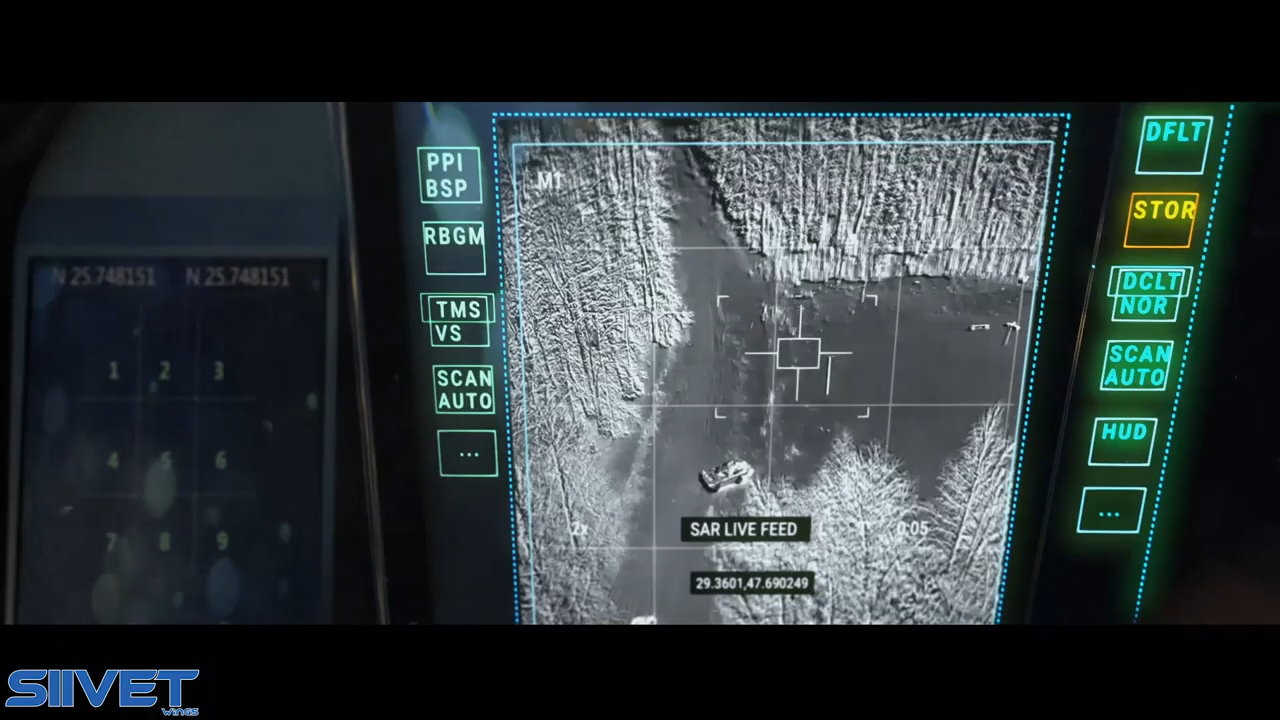 N 25.748151 N 25.748151
1 2 3
4 5 6
7 8 9
PPI
BSP
RBGM
TMS
VS
SCAN
AUTO
...
M1
2x
0.05
SAR LIVE FEED
29.3601,47.690249
DFLT
STOR
DCLT
NOR
SCAN
AUTO
HUD
...
SIIVET
WINGS